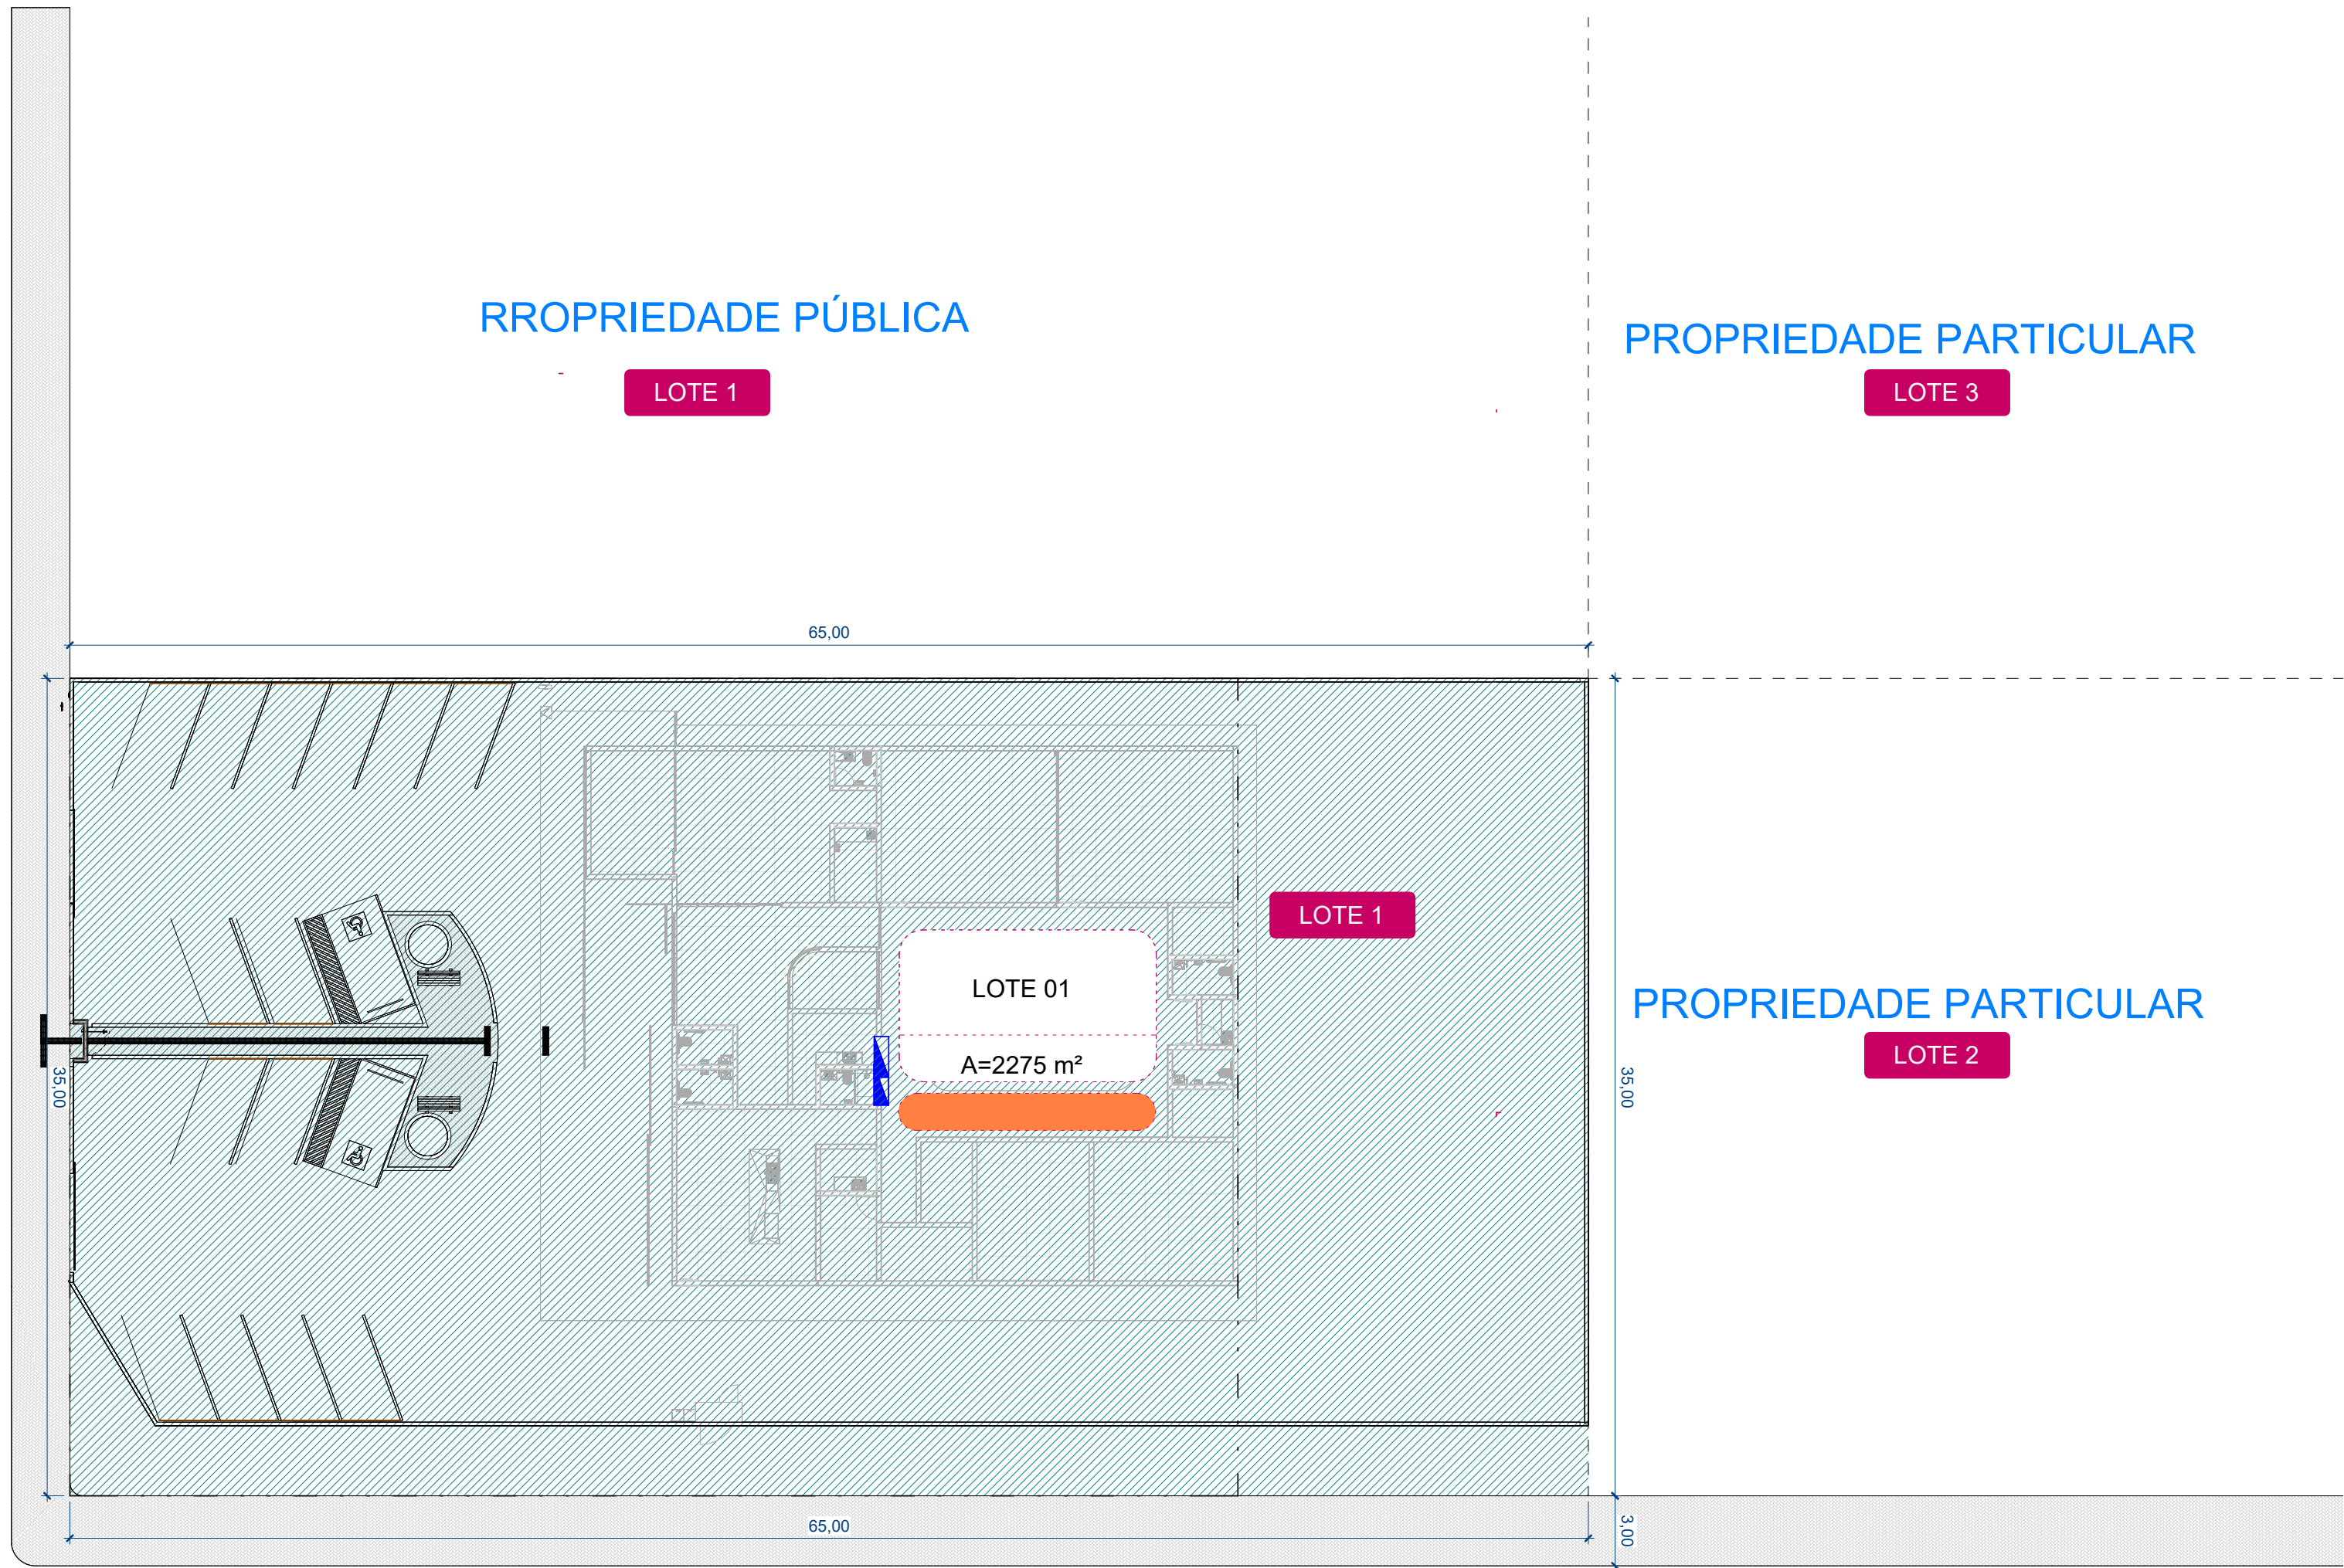 RROPRIEDADE PÚBLICA
LOTE 1
PROPRIEDADE PARTICULAR
LOTE 3
65,00
LOTE 1
LOTE 01
A=2275 m²
PROPRIEDADE PARTICULAR
LOTE 2
35,00
35,00
65,00
3,00